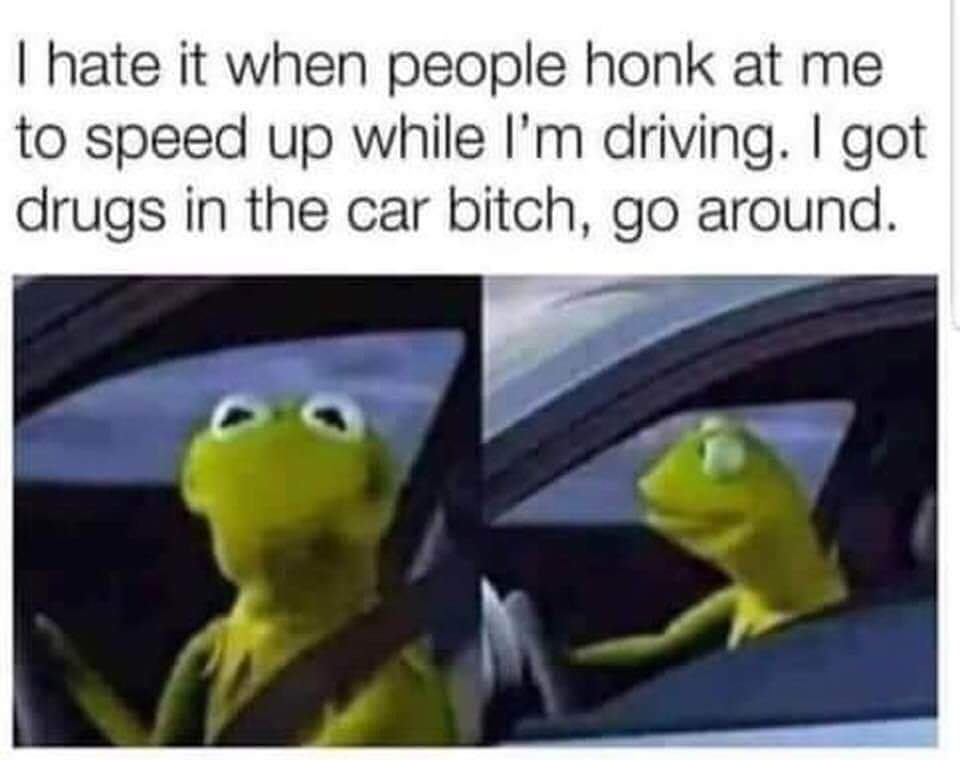 I hate it when people honk at me
to speed up while I'm driving. I got
drugs in the car bitch, go around.